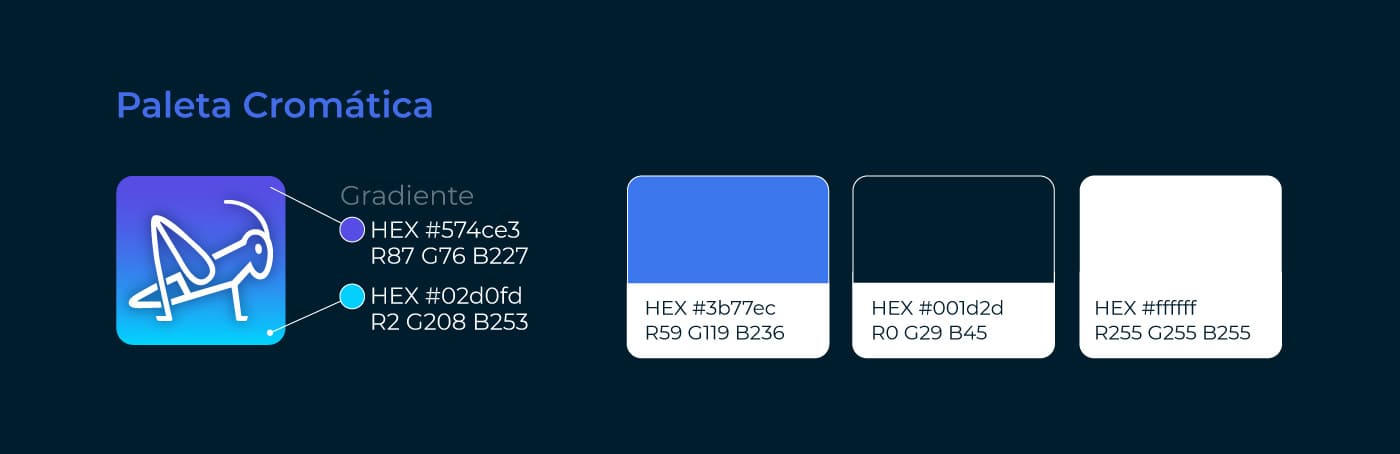 Paleta Cromática
Gradiente
HEX #574ce3
R87 G76 B227
HEX #02d0fd
R2 G208 B253
HEX #3b77ec
R59 G119 B236
HEX #001d2d
R0 G29 B45
HEX #ffffff
R255 G255 B255